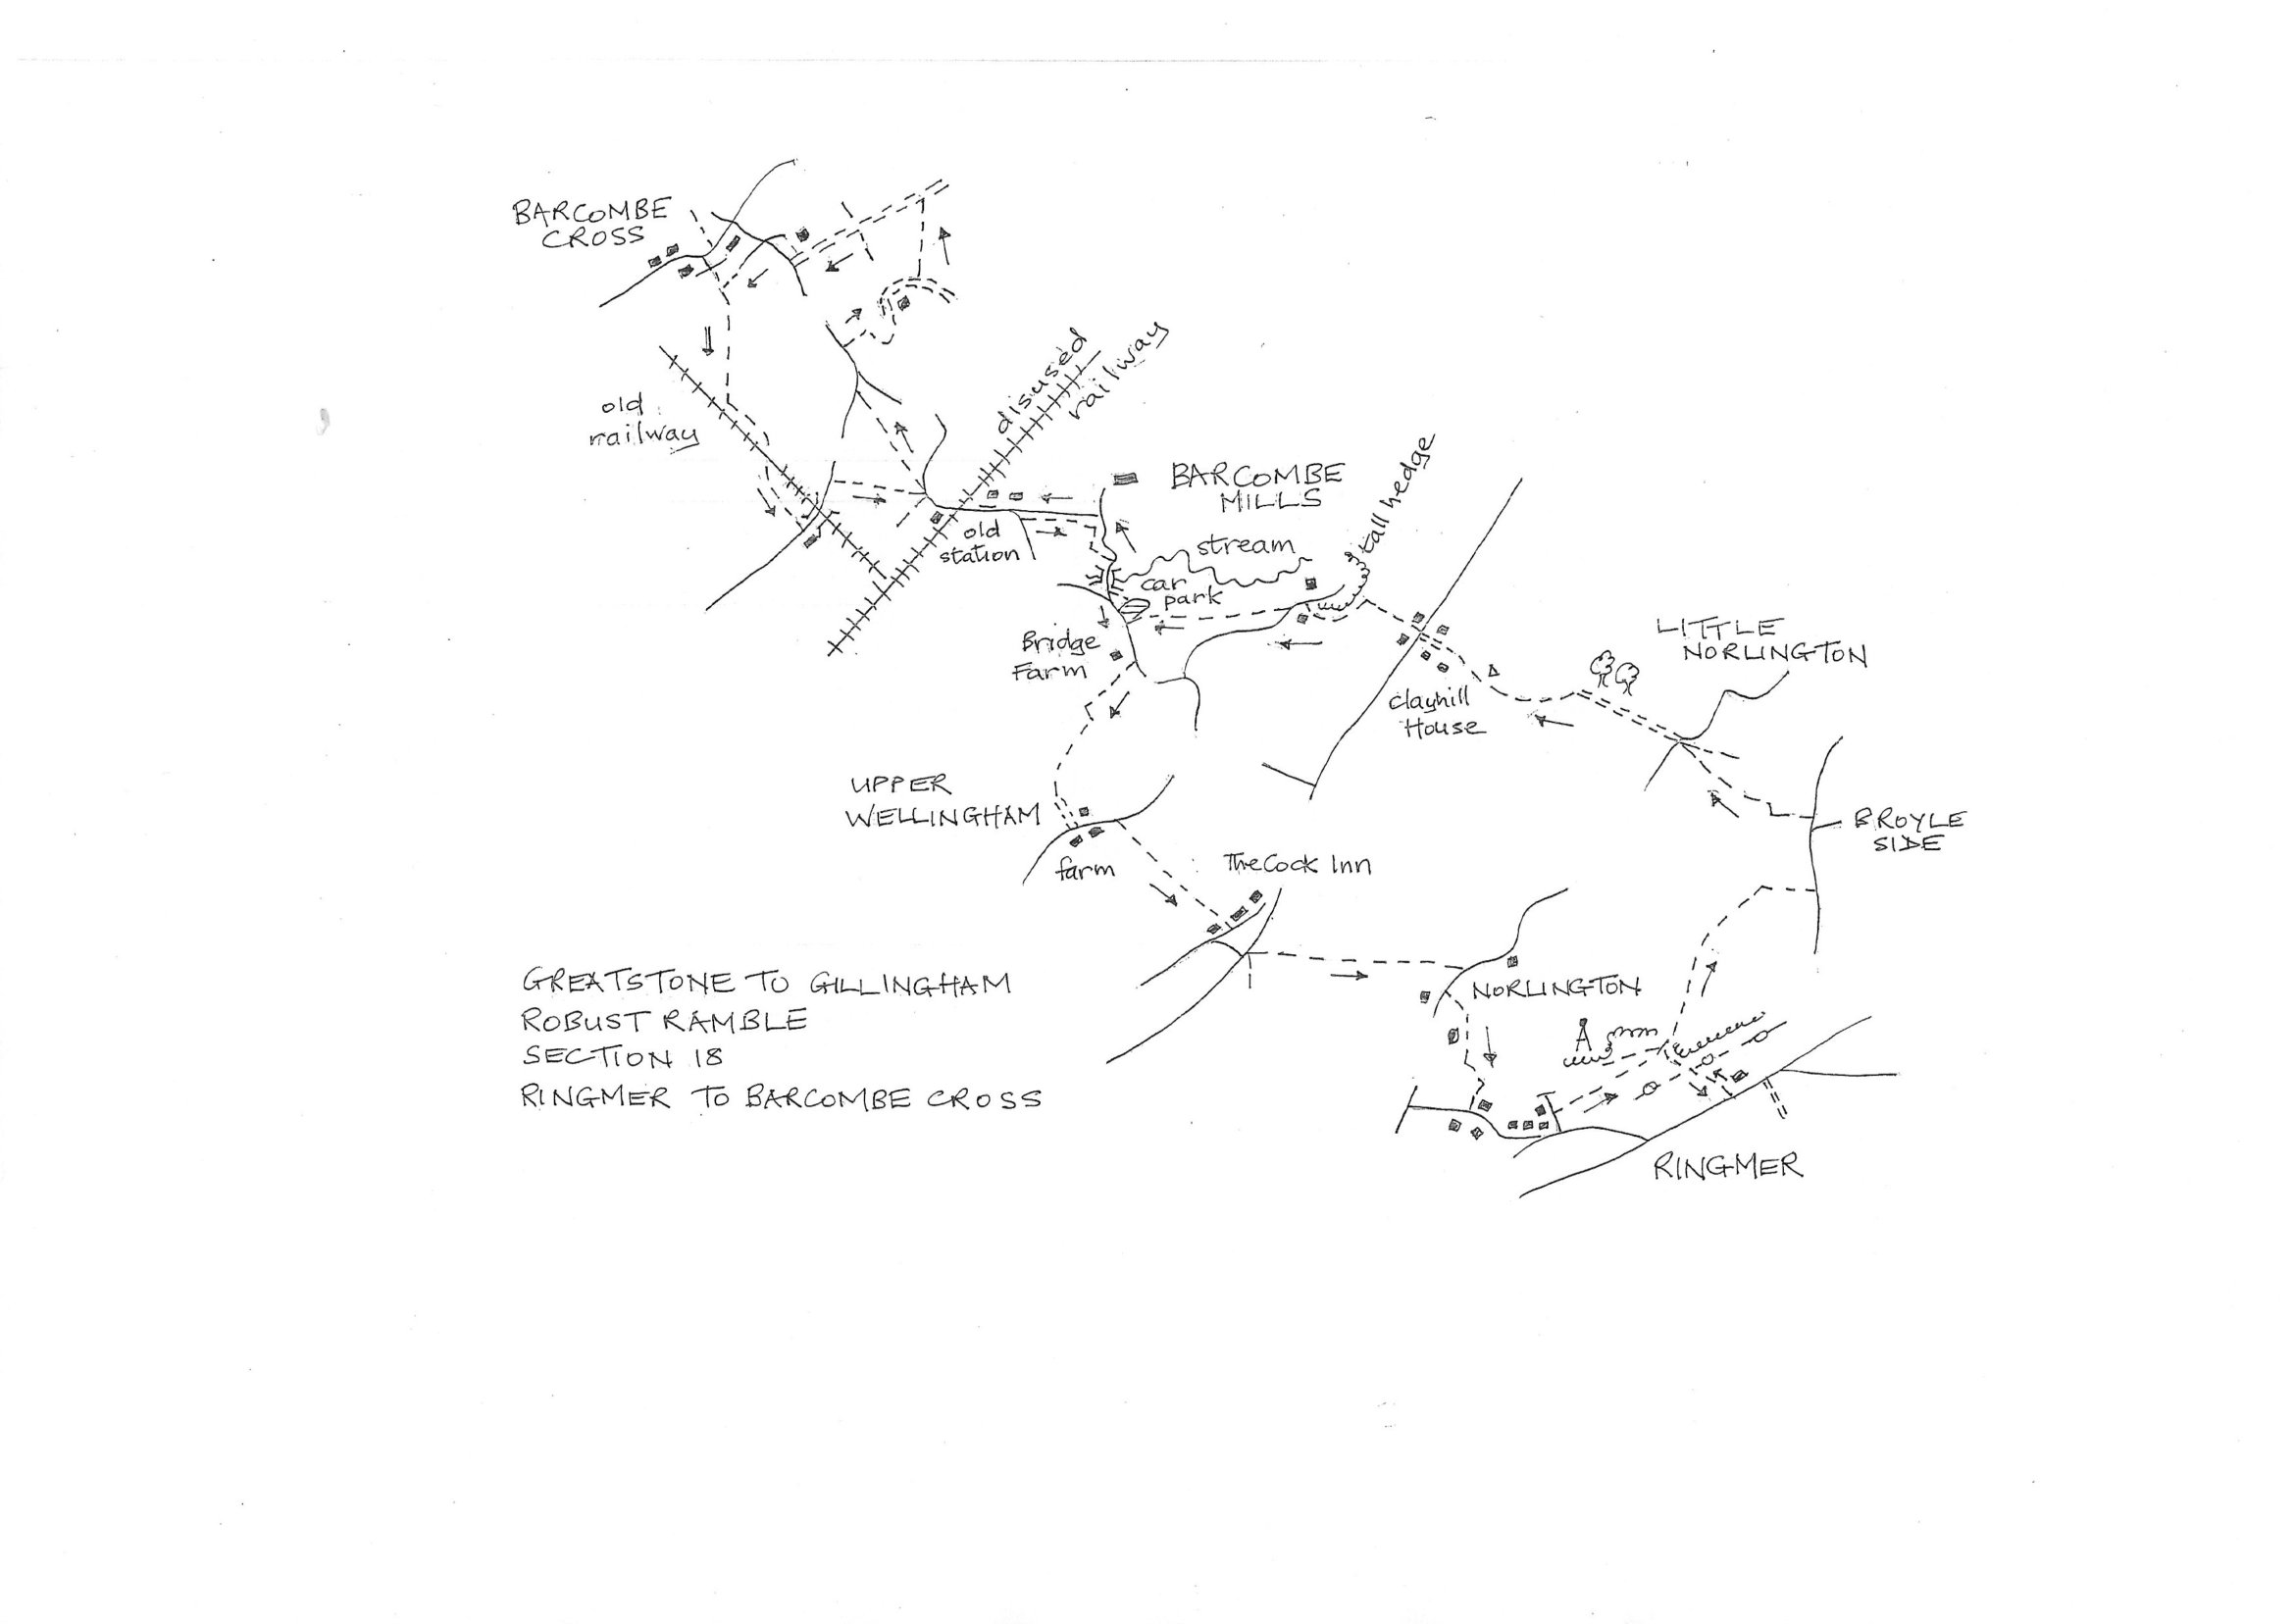 BARCOMBE
CROSS
old
railway
disused
railway
BARCOMBE
MILLS
tall hedge
old
station
stream
car
park
Bridge
Farm
LITTLE
NORLINGTON
Clayhill
House
UPPER
WELLINGHAM
farm
BROYLE
SIDE
The Cock Inn
NORLINGTON
RINGMER
GREATSTONE TO GILLINGHAM
ROBUST RAMBLE
SECTION 18
RINGMER TO BARCOMBE CROSS